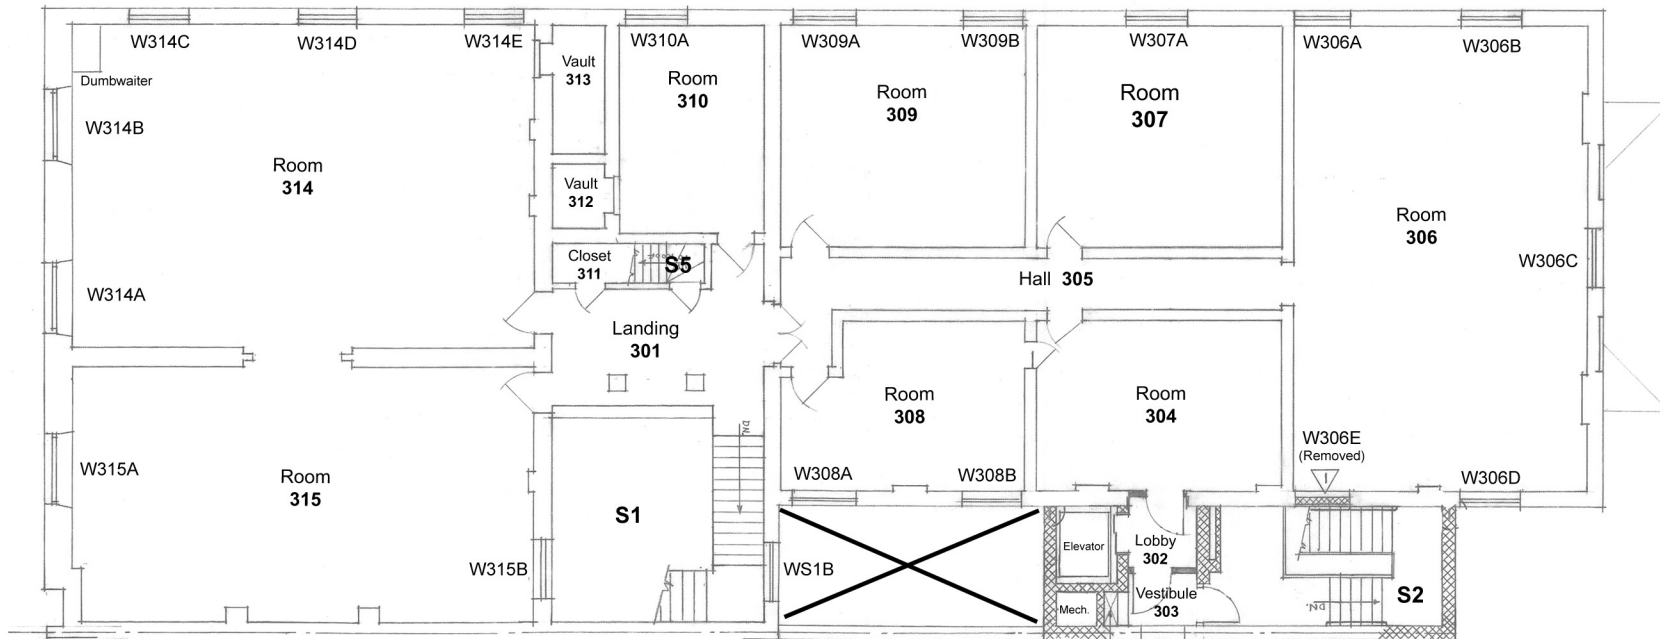 W314C
W314D
W314E
W310A
W309A
W309B
W307A
W306A
W306B
Dumbwaiter
Vault
313
Room
310
Room
309
Room
307
W314B
Room
314
Vault
312
Room
306
Closet
311
S5
Hall 305
W306C
W314A
Landing
301
Room
308
Room
304
W315A
Room
315
DN.
W308A
W308B
W306E
(Removed)
1
W306D
S1
W315B
WS1B
Elevator
Lobby
302
Vestibule
303
Mech.
DN.
S2